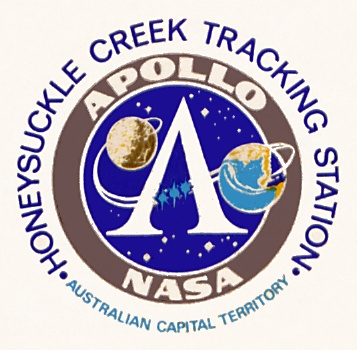 HONEYSUCKLE CREEK TRACKING STATION
APOLLO
NASA
AUSTRALIAN CAPITAL TERRITORY